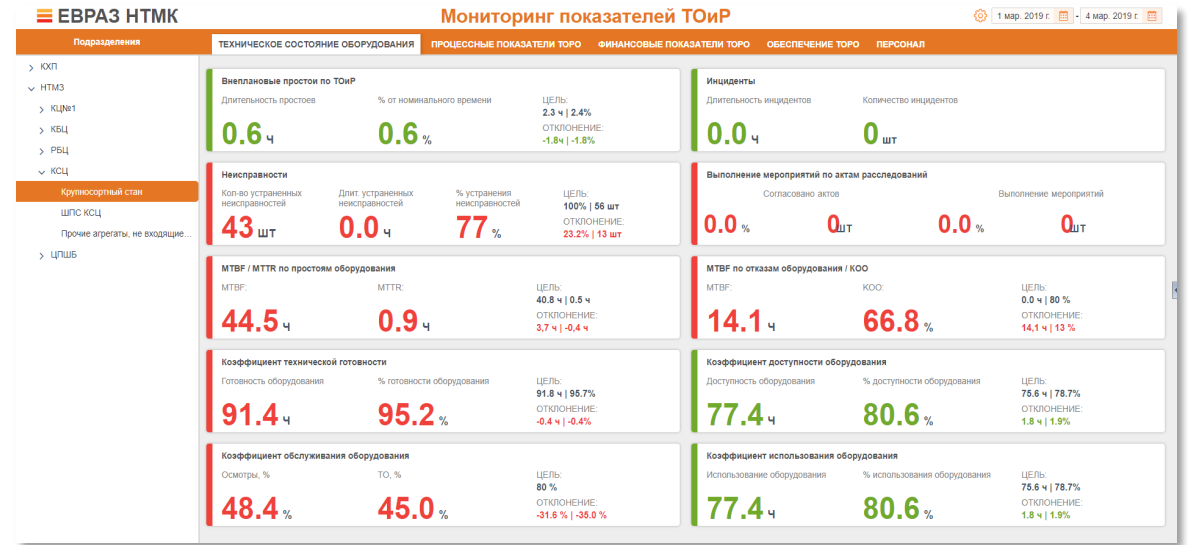 ЕВРАЗ НТМК
Мониторинг показателей ТОиР
1 мар. 2019 г. - 4 мар. 2019 г.
Подразделения
ТЕХНИЧЕСКОЕ СОСТОЯНИЕ ОБОРУДОВАНИЯ ПРОЦЕССНЫЕ ПОКАЗАТЕЛИ ТОРО ФИНАНСОВЫЕ ПОКАЗАТЕЛИ ТОРО ОБЕСПЕЧЕНИЕ ТОРО ПЕРСОНАЛ
КХП
НТМЗ
КЦ№1
КБЦ
РБЦ
КСЦ
Крупносортный стан
ШПС КСЦ
Прочие агрегаты, не входящие...
ЦПШБ
Внеплановые простои по ТОиР
Длительность простоев % от номинального времени ЦЕЛЬ:
2.3 ч | 2.4%
ОТКЛОНЕНИЕ:
0.6 ч 0.6 % -1.8ч | -1.8%
Инциденты
Длительность инцидентов Количество инцидентов
0.0 ч 0 шт
Неисправности
Кол-во устраненных неисправностей Длит. устраненных неисправностей % устранения неисправностей ЦЕЛЬ:
100% | 56 шт
ОТКЛОНЕНИЕ:
43 шт 0.0 ч 77 % 23.2% | 13 шт
Выполнение мероприятий по актам расследований
Согласовано актов Выполнение мероприятий
0.0 % 0шт 0.0 % 0шт
MTBF / MTTR по простоям оборудования
MTBF: MTTR: ЦЕЛЬ:
40.8 ч | 0.5 ч
ОТКЛОНЕНИЕ:
44.5 ч 0.9 ч 3,7 ч | -0.4 ч
MTBF по отказам оборудования / КОО
MTBF: КОО: ЦЕЛЬ:
0.0 ч | 80 %
ОТКЛОНЕНИЕ:
14.1 ч 66.8 % 14,1 ч | 13 %
Коэффициент технической готовности
Готовность оборудования % готовности оборудования ЦЕЛЬ:
91.8 ч | 95.7%
ОТКЛОНЕНИЕ:
91.4 ч 95.2 % -0.4 ч | -0.4%
Коэффициент доступности оборудования
Доступность оборудования % доступности оборудования ЦЕЛЬ:
75.6 ч | 78.7%
ОТКЛОНЕНИЕ:
77.4 ч 80.6 % 1.8 ч | 1.9%
Коэффициент обслуживания оборудования
Осмотры, % ТО, % ЦЕЛЬ:
80 %
ОТКЛОНЕНИЕ:
48.4 % 45.0 % -31.6 % | -35.0 %
Коэффициент использования оборудования
Использование оборудования % использования оборудования ЦЕЛЬ:
75.6 ч | 78.7%
ОТКЛОНЕНИЕ:
77.4 ч 80.6 % 1.8 ч | 1.9%